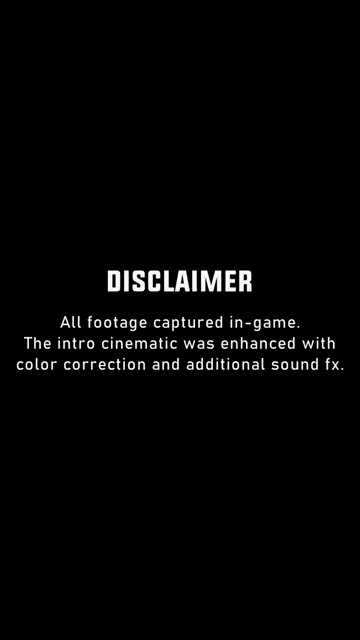 DISCLAIMER
All footage captured in-game.
The intro cinematic was enhanced with
color correction and additional sound fx.